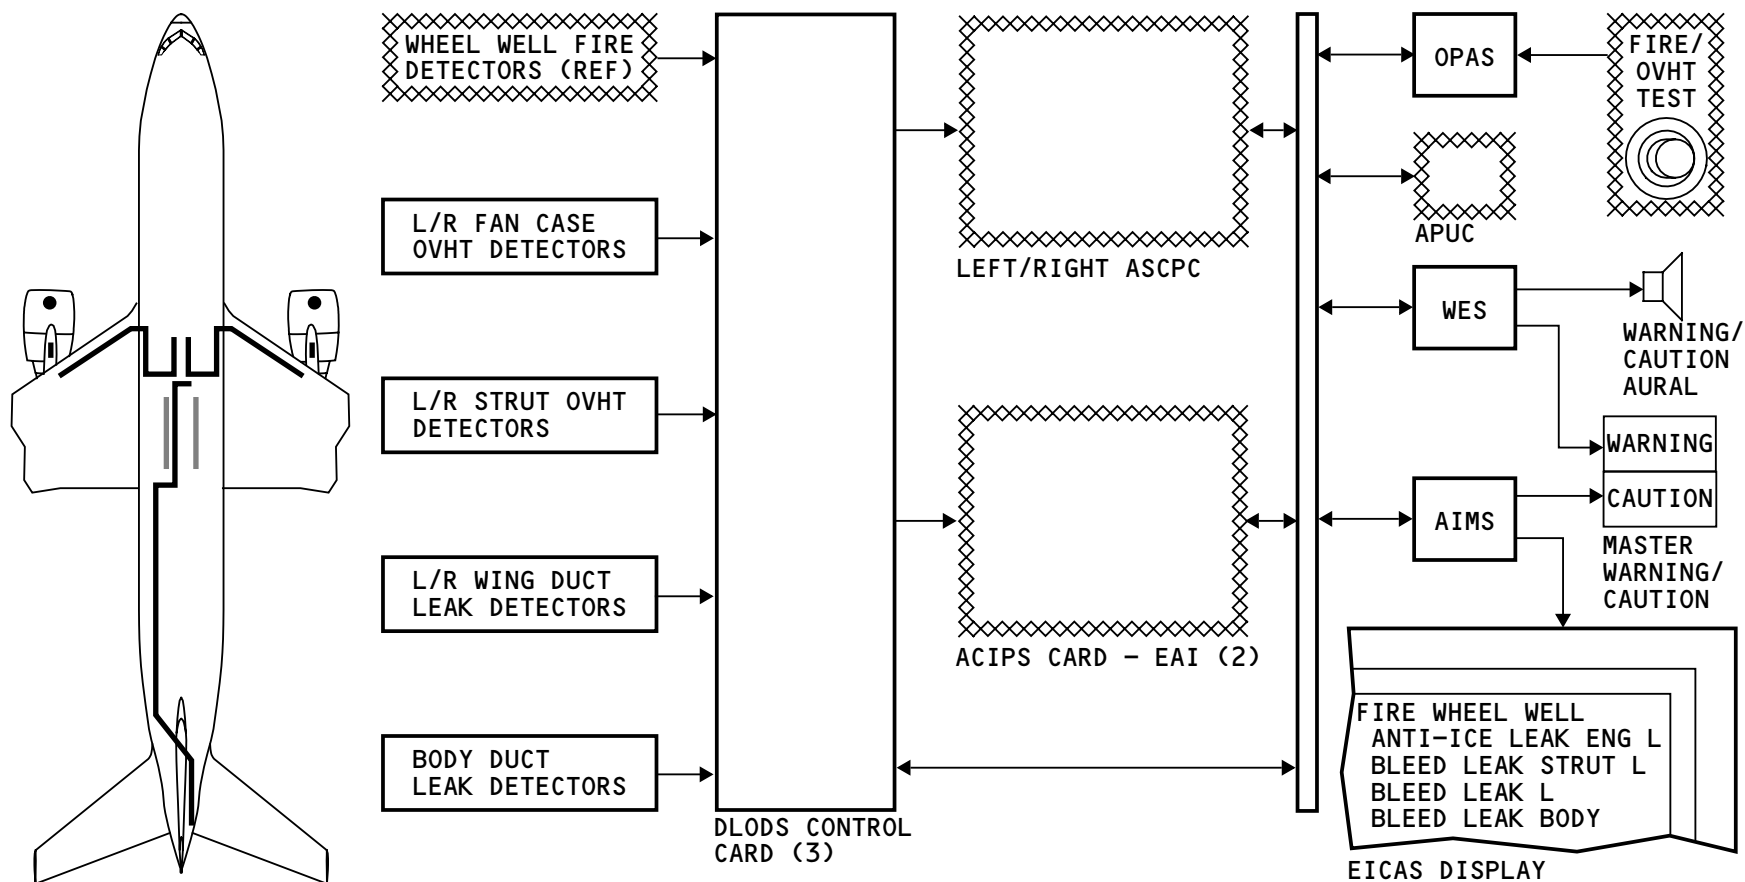 WHEEL WELL FIRE
DETECTORS (REF)
L/R FAN CASE
OVHT DETECTORS
L/R STRUT OVHT
DETECTORS
L/R WING DUCT
LEAK DETECTORS
BODY DUCT
LEAK DETECTORS
DLODS CONTROL
CARD (3)
LEFT/RIGHT ASCPC
ACIPS CARD - EAI (2)
OPAS
FIRE/
OVHT
TEST
APUC
WES
WARNING/
CAUTION
AURAL
WARNING
CAUTION
AIMS
MASTER
WARNING/
CAUTION
FIRE WHEEL WELL
ANTI-ICE LEAK ENG L
BLEED LEAK STRUT L
BLEED LEAK L
BLEED LEAK BODY
EICAS DISPLAY